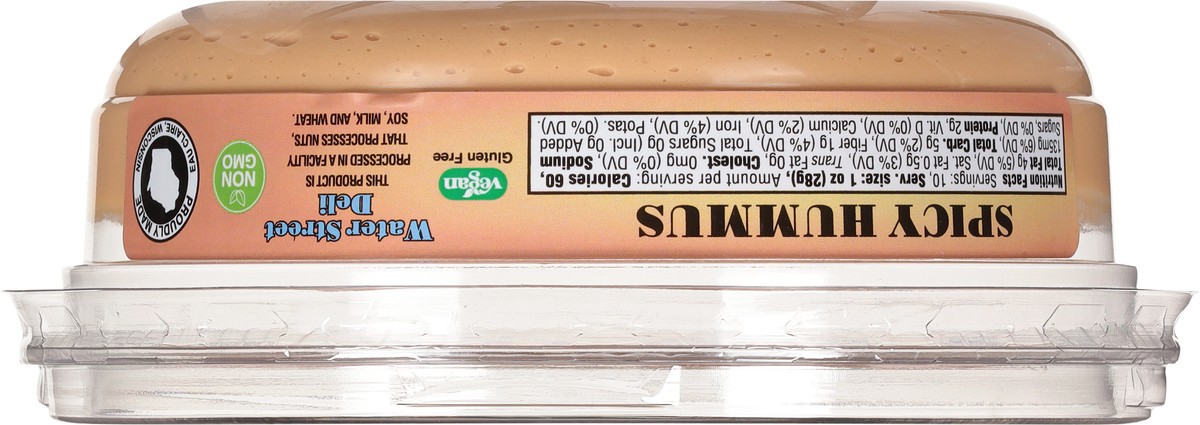 SPICY HUMMUS
Nutrition Facts Servings: 10, Serv. size: 1 oz (28g), Amount per serving: Calories 60,
Total Fat 4g (5% DV), Sat. Fat 0.5g (3% DV), Trans Fat 0g, Cholest. 0mg (0% DV), Sodium
135mg (6% DV), Total Carb. 5g (2% DV), Fiber 1g (4% DV), Total Sugars 0g (Incl. 0g Added
Sugars, 0% DV), Protein 2g, Vit. D (0% DV), Calcium (2% DV), Iron (4% DV), Potas. (0% DV).
vegan
Gluten Free
Water Street
Deli
THIS PRODUCT IS
PROCESSED IN A FACILITY
THAT PROCESSES NUTS,
SOY, MILK, AND WHEAT.
NON
GMO
PROUDLY MADE
EAU CLAIRE, WISCONSIN